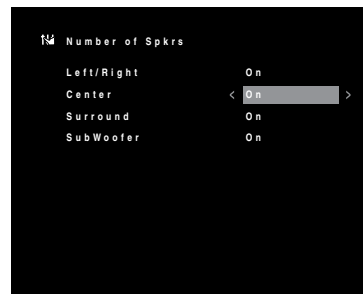 Number of Spkrs
Left/Right On
Center < On >
Surround On
SubWoofer On